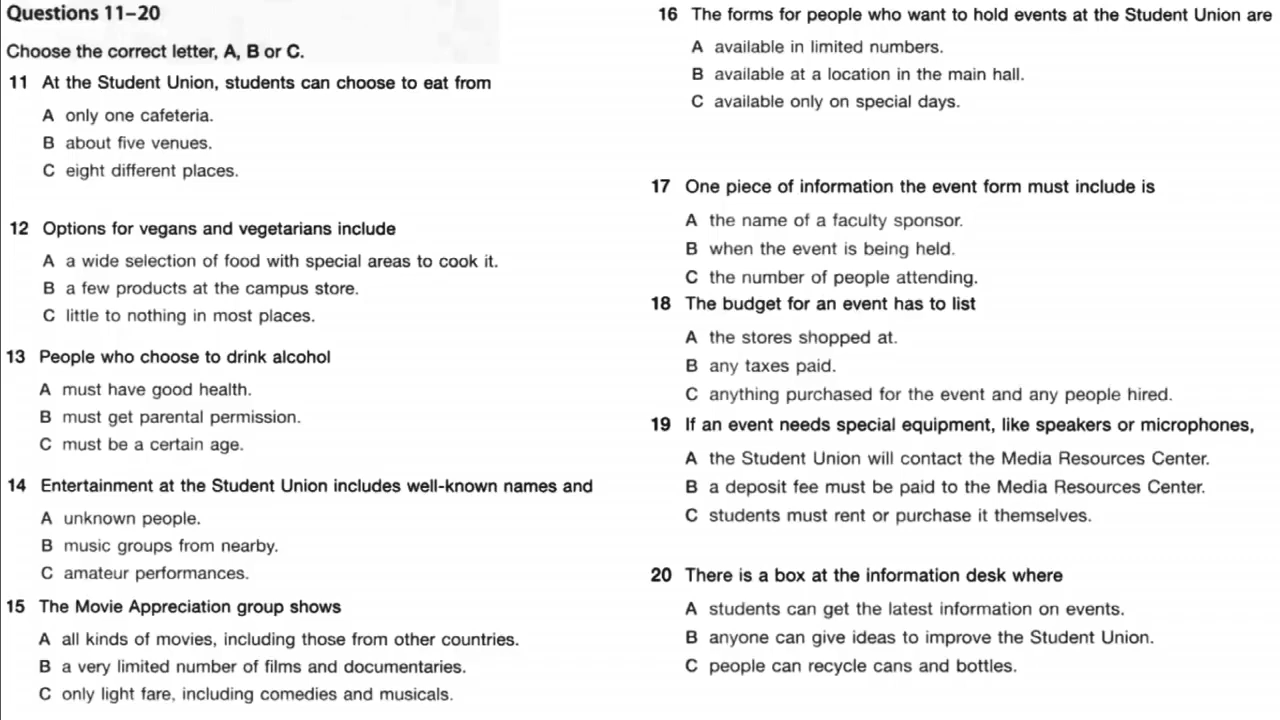 Questions 11–20
Choose the correct letter, A, B or C.
11 At the Student Union, students can choose to eat from
A only one cafeteria.
B about five venues.
C eight different places.
12 Options for vegans and vegetarians include
A a wide selection of food with special areas to cook it.
B a few products at the campus store.
C little to nothing in most places.
13 People who choose to drink alcohol
A must have good health.
B must get parental permission.
C must be a certain age.
14 Entertainment at the Student Union includes well-known names and
A unknown people.
B music groups from nearby.
C amateur performances.
15 The Movie Appreciation group shows
A all kinds of movies, including those from other countries.
B a very limited number of films and documentaries.
C only light fare, including comedies and musicals.
16 The forms for people who want to hold events at the Student Union are
A available in limited numbers.
B available at a location in the main hall.
C available only on special days.
17 One piece of information the event form must include is
A the name of a faculty sponsor.
B when the event is being held.
C the number of people attending.
18 The budget for an event has to list
A the stores shopped at.
B any taxes paid.
C anything purchased for the event and any people hired.
19 If an event needs special equipment, like speakers or microphones,
A the Student Union will contact the Media Resources Center.
B a deposit fee must be paid to the Media Resources Center.
C students must rent or purchase it themselves.
20 There is a box at the information desk where
A students can get the latest information on events.
B anyone can give ideas to improve the Student Union.
C people can recycle cans and bottles.